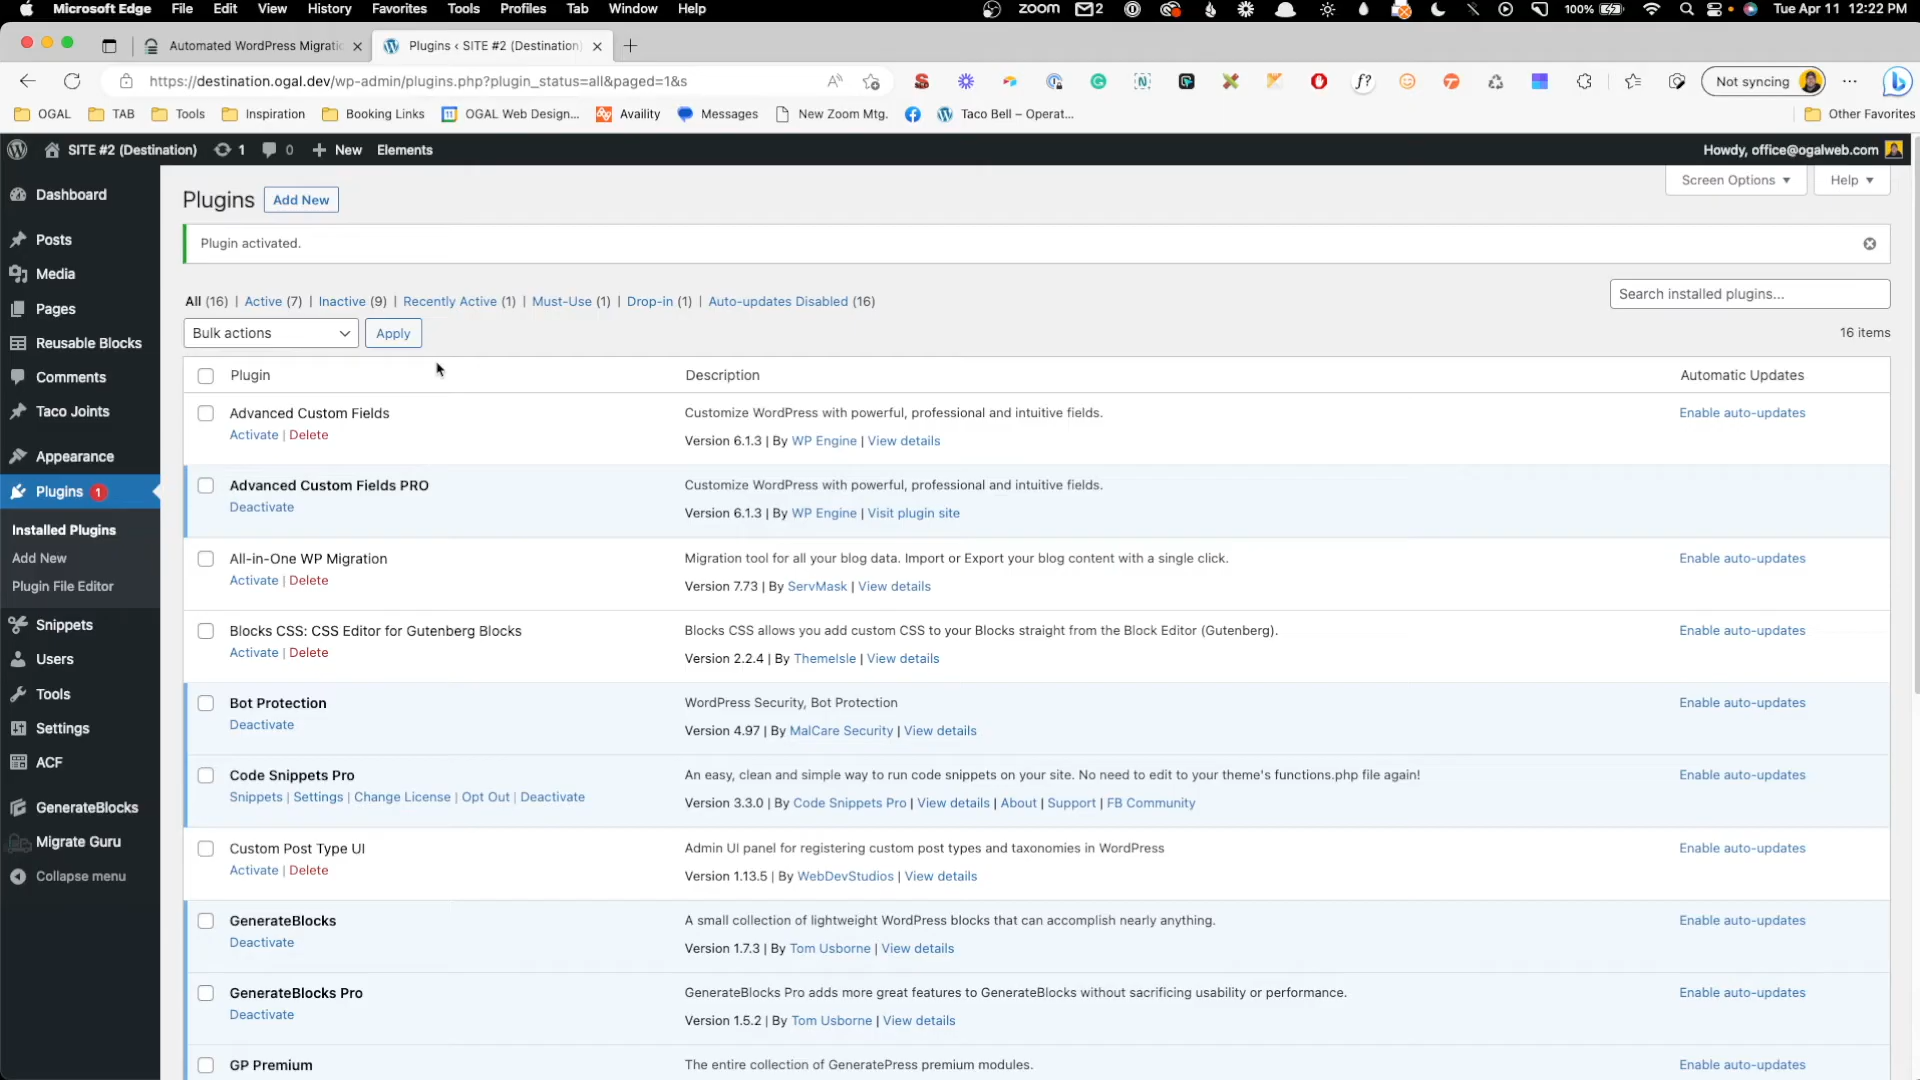 Microsoft Edge File Edit View History Favorites Tools Profiles Tab Window Help zoom 2 100% Tue Apr 11 12:22 PM
Automated WordPress Migratio Plugins ‹ SITE #2 (Destination)
https://destination.ogal.dev/wp-admin/plugins.php?plugin_status=all&paged=1&s Not syncing
OGAL TAB Tools Inspiration Booking Links OGAL Web Design... Availity Messages New Zoom Mtg. Taco Bell – Operat... Other Favorites
SITE #2 (Destination) 1 0 New Elements Howdy, office@ogalweb.com
Screen Options Help
Plugins Add New
Plugin activated.
All (16) | Active (7) | Inactive (9) | Recently Active (1) | Must-Use (1) | Drop-in (1) | Auto-updates Disabled (16)
Search installed plugins...
Bulk actions Apply
16 items
Dashboard
Posts
Media
Pages
Reusable Blocks
Comments
Taco Joints
Appearance
Plugins 1
Installed Plugins
Add New
Plugin File Editor
Snippets
Users
Tools
Settings
ACF
GenerateBlocks
Migrate Guru
Collapse menu
Plugin Description Automatic Updates
Advanced Custom Fields Customize WordPress with powerful, professional and intuitive fields. Enable auto-updates
Activate | Delete Version 6.1.3 | By WP Engine | View details
Advanced Custom Fields PRO Customize WordPress with powerful, professional and intuitive fields.
Deactivate Version 6.1.3 | By WP Engine | Visit plugin site
All-in-One WP Migration Migration tool for all your blog data. Import or Export your blog content with a single click. Enable auto-updates
Activate | Delete Version 7.73 | By ServMask | View details
Blocks CSS: CSS Editor for Gutenberg Blocks Blocks CSS allows you add custom CSS to your Blocks straight from the Block Editor (Gutenberg). Enable auto-updates
Activate | Delete Version 2.2.4 | By ThemeIsle | View details
Bot Protection WordPress Security, Bot Protection Enable auto-updates
Deactivate Version 4.97 | By MalCare Security | View details
Code Snippets Pro An easy, clean and simple way to run code snippets on your site. No need to edit to your theme's functions.php file again! Enable auto-updates
Snippets | Settings | Change License | Opt Out | Deactivate Version 3.3.0 | By Code Snippets Pro | View details | About | Support | FB Community
Custom Post Type UI Admin UI panel for registering custom post types and taxonomies in WordPress Enable auto-updates
Activate | Delete Version 1.13.5 | By WebDevStudios | View details
GenerateBlocks A small collection of lightweight WordPress blocks that can accomplish nearly anything. Enable auto-updates
Deactivate Version 1.7.3 | By Tom Usborne | View details
GenerateBlocks Pro GenerateBlocks Pro adds more great features to GenerateBlocks without sacrificing usability or performance. Enable auto-updates
Deactivate Version 1.5.2 | By Tom Usborne | View details
GP Premium The entire collection of GeneratePress premium modules. Enable auto-updates